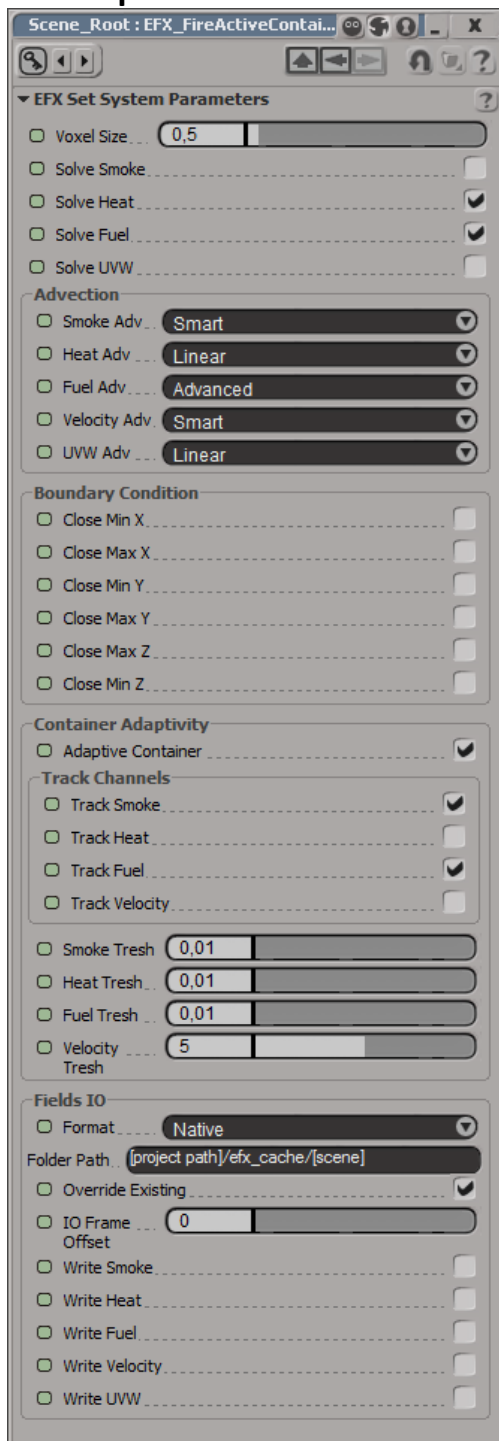 Scene_Root : EFX_FireActiveContai...
EFX Set System Parameters
Voxel Size 0,5
Solve Smoke
Solve Heat
Solve Fuel
Solve UVW
Advection
Smoke Adv Smart
Heat Adv Linear
Fuel Adv Advanced
Velocity Adv Smart
UVW Adv Linear
Boundary Condition
Close Min X
Close Max X
Close Min Y
Close Max Y
Close Max Z
Close Min Z
Container Adaptivity
Adaptive Container
Track Channels
Track Smoke
Track Heat
Track Fuel
Track Velocity
Smoke Tresh 0,01
Heat Tresh 0,01
Fuel Tresh 0,01
Velocity 5
Tresh
Fields IO
Format Native
Folder Path [project path]/efx_cache/[scene]
Override Existing
IO Frame 0
Offset
Write Smoke
Write Heat
Write Fuel
Write Velocity
Write UVW